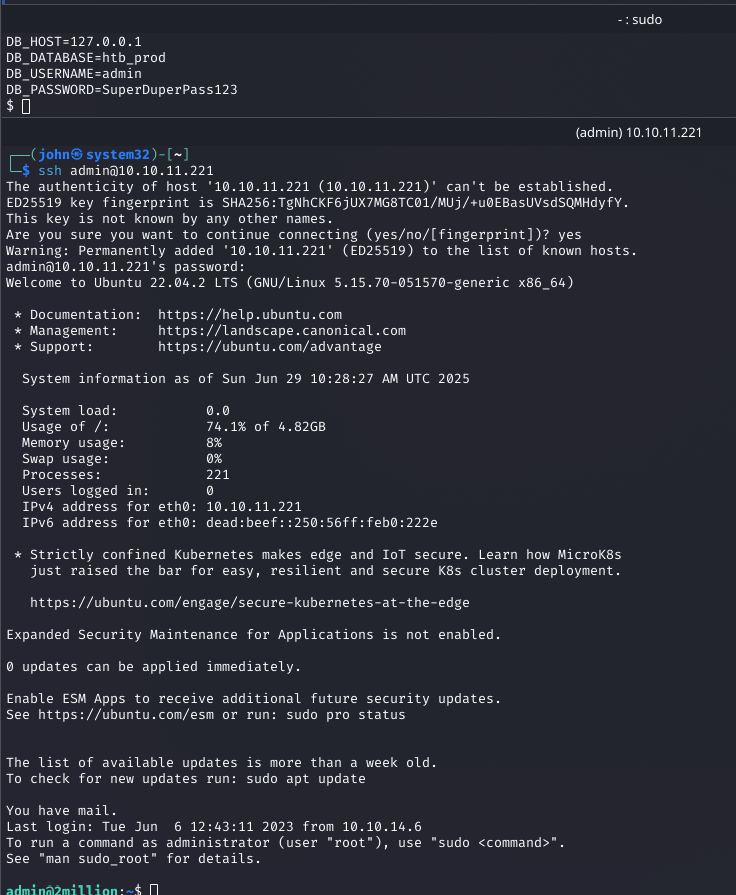 - : sudo
DB_HOST=127.0.0.1
DB_DATABASE=htb_prod
DB_USERNAME=admin
DB_PASSWORD=SuperDuperPass123
$
(admin) 10.10.11.221
┌──(john㉿system32)-[~]
└─$ ssh admin@10.10.11.221
The authenticity of host '10.10.11.221 (10.10.11.221)' can't be established.
ED25519 key fingerprint is SHA256:TgNhCKF6jUX7MG8TC01/MUj/+u0EBasUVsdSQMHdyfY.
This key is not known by any other names.
Are you sure you want to continue connecting (yes/no/[fingerprint])? yes
Warning: Permanently added '10.10.11.221' (ED25519) to the list of known hosts.
admin@10.10.11.221's password:
Welcome to Ubuntu 22.04.2 LTS (GNU/Linux 5.15.70-051570-generic x86_64)
* Documentation:  https://help.ubuntu.com
* Management:     https://landscape.canonical.com
* Support:        https://ubuntu.com/advantage
System information as of Sun Jun 29 10:28:27 AM UTC 2025
System load:           0.0
Usage of /:            74.1% of 4.82GB
Memory usage:          8%
Swap usage:            0%
Processes:             221
Users logged in:       0
IPv4 address for eth0: 10.10.11.221
IPv6 address for eth0: dead:beef::250:56ff:feb0:222e
* Strictly confined Kubernetes makes edge and IoT secure. Learn how MicroK8s
just raised the bar for easy, resilient and secure K8s cluster deployment.
https://ubuntu.com/engage/secure-kubernetes-at-the-edge
Expanded Security Maintenance for Applications is not enabled.
0 updates can be applied immediately.
Enable ESM Apps to receive additional future security updates.
See https://ubuntu.com/esm or run: sudo pro status
The list of available updates is more than a week old.
To check for new updates run: sudo apt update
You have mail.
Last login: Tue Jun  6 12:43:11 2023 from 10.10.14.6
To run a command as administrator (user "root"), use "sudo <command>".
See "man sudo_root" for details.
admin@2million:~$